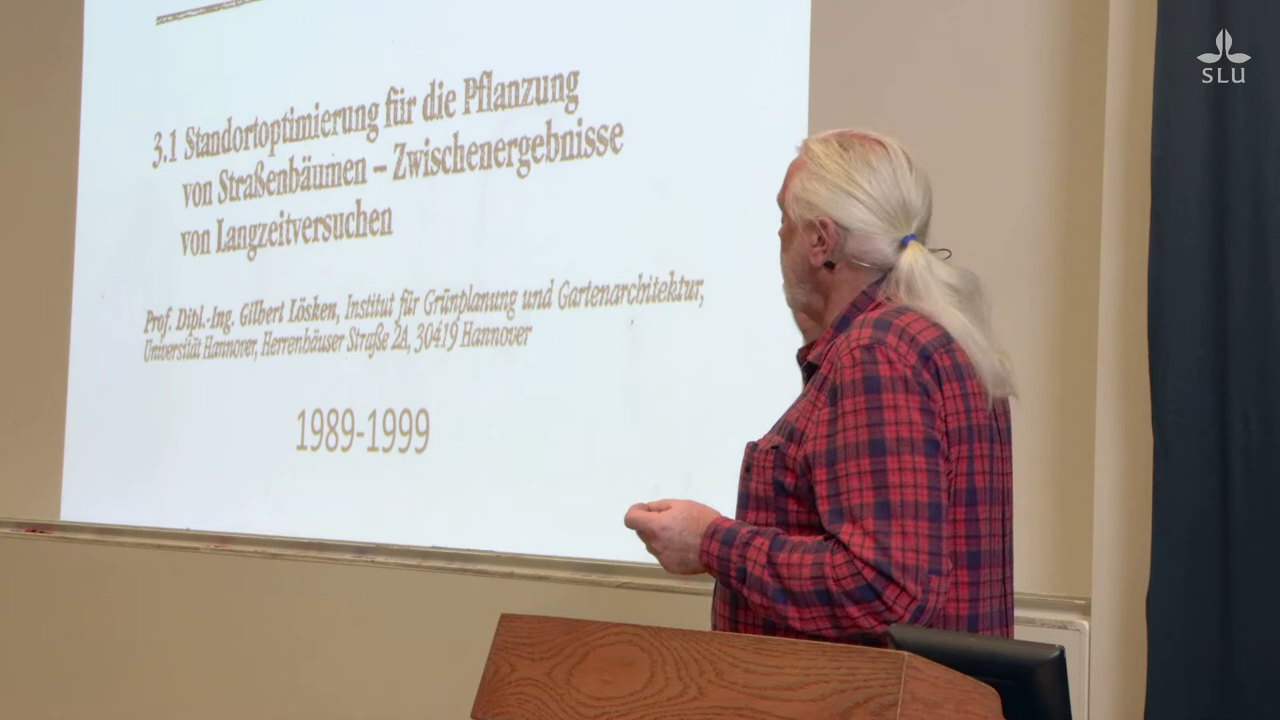 3.1 Standortoptimierung für die Pflanzung
von Straßenbäumen – Zwischenergebnisse
von Langzeitversuchen
Prof. Dipl.-Ing. Gilbert Lösken, Institut für Grünplanung und Gartenarchitektur,
Universität Hannover, Herrenhäuser Straße 2A, 30419 Hannover
1989-1999
SLU